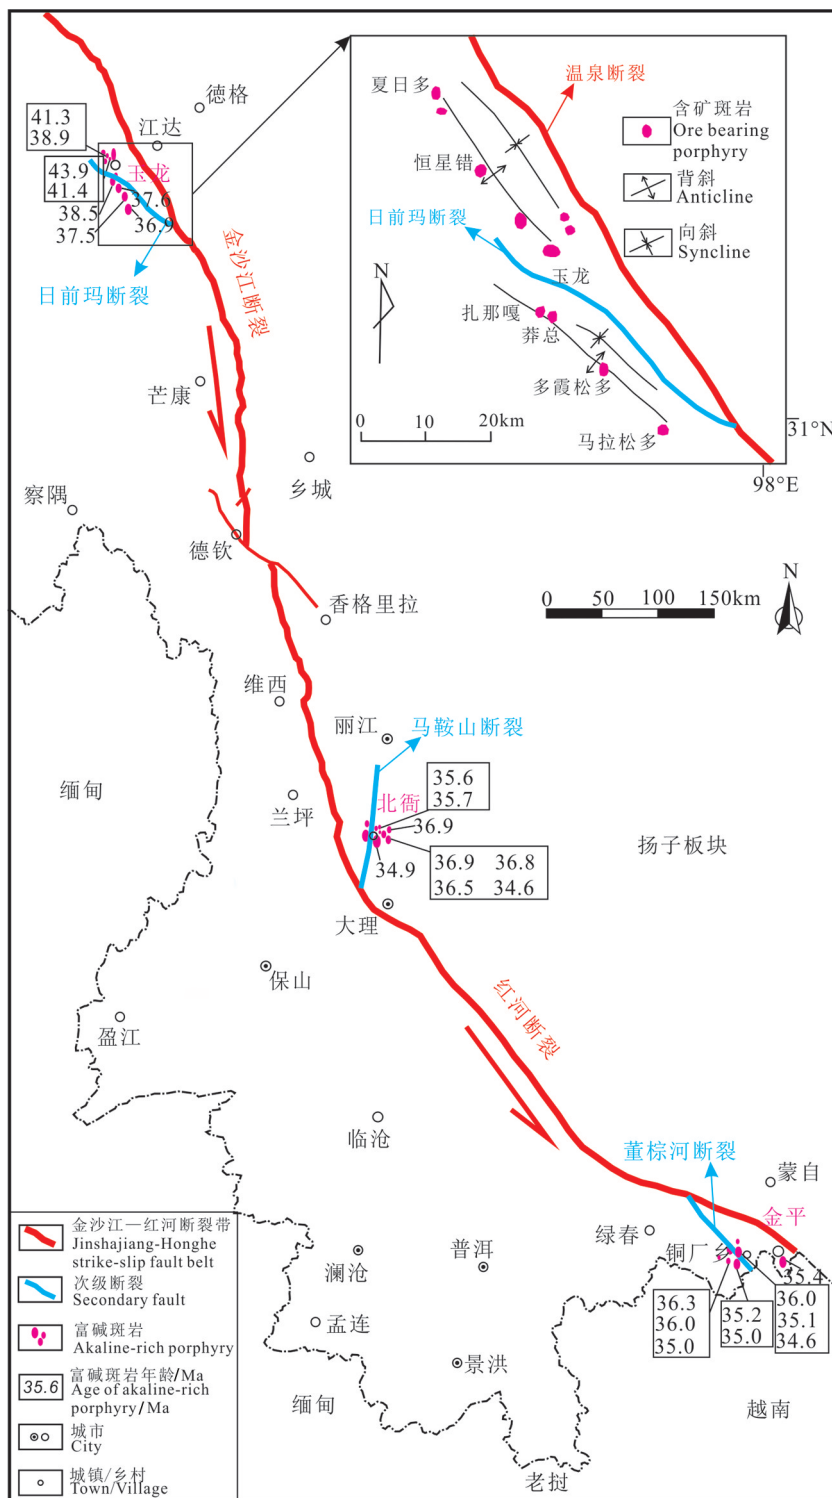 德格
江达
41.3
38.9
43.9
41.4
玉龙
37.6
38.5
36.9
37.5
日前玛断裂
金沙江断裂
芒康
乡城
察隅
德钦
香格里拉
温泉断裂
夏日多
恒星错
日前玛断裂
玉龙
扎那嘎
莽总
多霞松多
马拉松多
N
0 10 20km
含矿斑岩
Ore bearing
porphyry
背斜
Anticline
向斜
Syncline
31°N
98°E
N
0 50 100 150km
维西
丽江
马鞍山断裂
缅甸
兰坪
北衙
35.6
35.7
36.9
34.9
36.9 36.8
36.5 34.6
扬子板块
大理
保山
盈江
红河断裂
临沧
董棕河断裂
蒙自
金平
绿春
铜厂乡
普洱
澜沧
孟连
景洪
缅甸
老挝
越南
35.4
36.3
36.0
35.0
35.2
35.0
36.0
35.1
34.6
金沙江—红河断裂带
Jinshajiang-Honghe
strike-slip fault belt
次级断裂
Secondary fault
富碱斑岩
Akaline-rich porphyry
35.6
富碱斑岩年龄/Ma
Age of akaline-rich
porphyry/Ma
城市
City
城镇/乡村
Town/Village